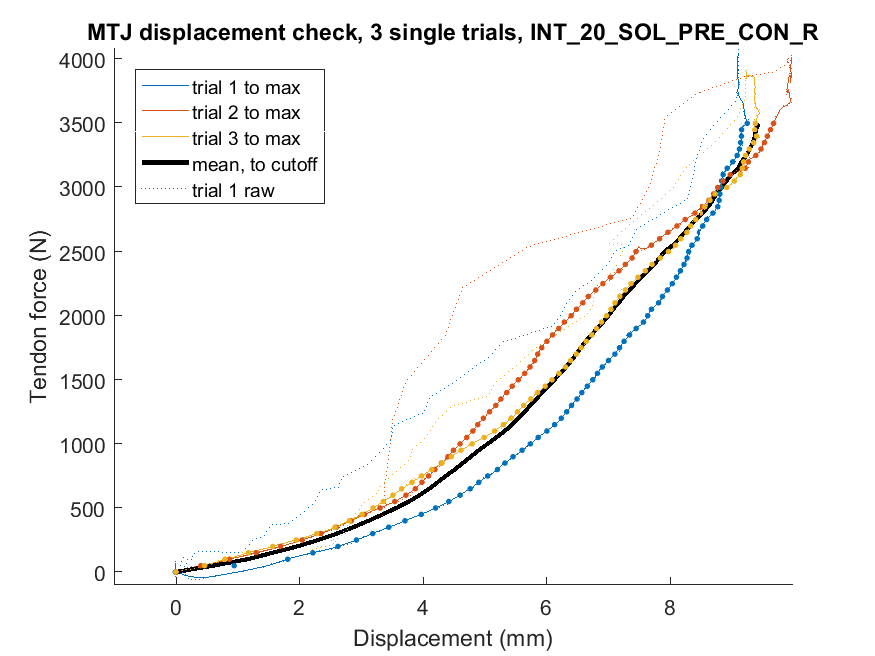 MTJ displacement check, 3 single trials, INT_20_SOL_PRE_CON_R
trial 1 to max
trial 2 to max
trial 3 to max
mean, to cutoff
trial 1 raw
4000
3500
3000
2500
2000
1500
1000
500
0
Tendon force (N)
0 2 4 6 8
Displacement (mm)